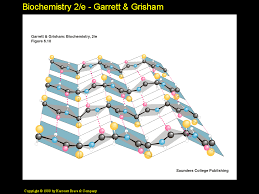 Biochemistry 2/e - Garrett & Grisham
Garrett & Grisham: Biochemistry, 2/e
Figure 6.10
Saunders College Publishing
Copyright © 1999 by Harcourt Brace & Company